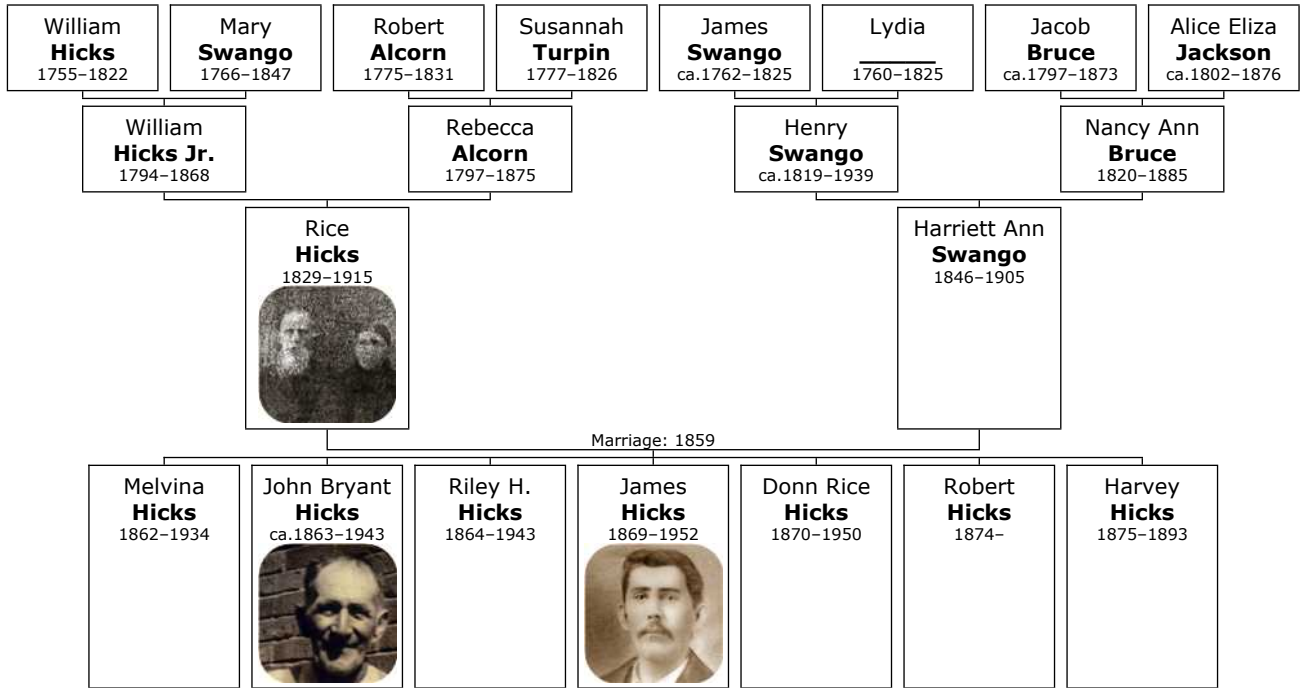 William
Hicks
1755–1822
Mary
Swango
1766–1847
Robert
Alcorn
1775–1831
Susannah
Turpin
1777–1826
James
Swango
ca.1762–1825
Lydia
________
1760–1825
Jacob
Bruce
ca.1797–1873
Alice Eliza
Jackson
ca.1802–1876
William
Hicks Jr.
1794–1868
Rebecca
Alcorn
1797–1875
Henry
Swango
ca.1819–1939
Nancy Ann
Bruce
1820–1885
Rice
Hicks
1829–1915
Harriett Ann
Swango
1846–1905
Marriage: 1859
Melvina
Hicks
1862–1934
John Bryant
Hicks
ca.1863–1943
Riley H.
Hicks
1864–1943
James
Hicks
1869–1952
Donn Rice
Hicks
1870–1950
Robert
Hicks
1874–
Harvey
Hicks
1875–1893